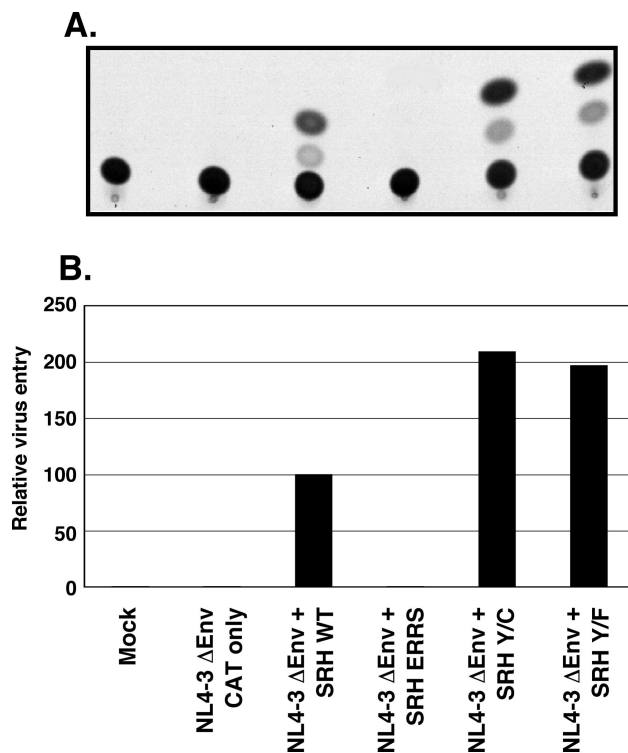 A.
B.
Relative virus entry
250
200
150
100
50
0
Mock
NL4-3 ΔEnv
CAT only
NL4-3 ΔEnv +
SRH WT
NL4-3 ΔEnv +
SRH ERRS
NL4-3 ΔEnv +
SRH Y/C
NL4-3 ΔEnv +
SRH Y/F